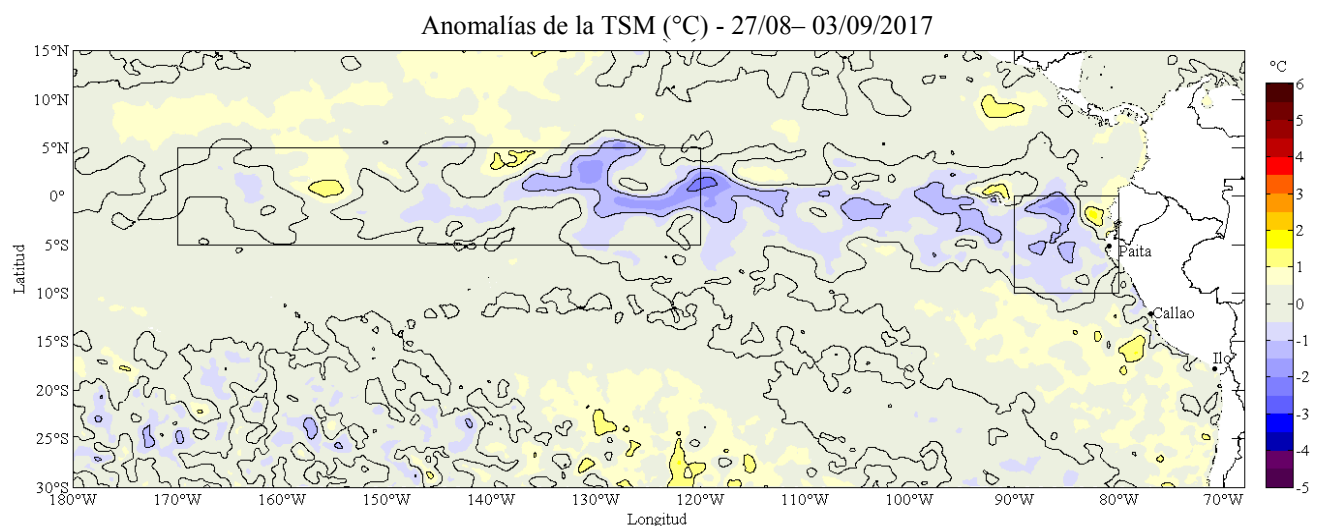 Anomalías de la TSM (°C) - 27/08– 03/09/2017
°C
15°N
10°N
5°N
0°
5°S
10°S
15°S
20°S
25°S
30°S
Latitud
180°W
170°W
160°W
150°W
140°W
130°W
120°W
110°W
100°W
90°W
80°W
70°W
Longitud
Paita
Callao
Ilo
6
5
4
3
2
1
0
-1
-2
-3
-4
-5